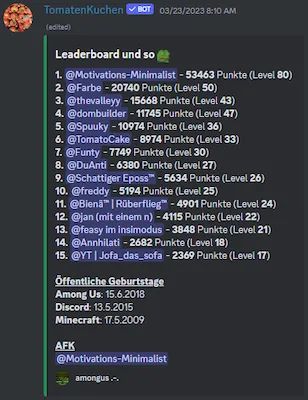 TomatenKuchen ✓ BOT 03/23/2023 8:10 AM
(edited)
Leaderboard und so
1. @Motivations-Minimalist - 53463 Punkte (Level 80)
2. @Farbe - 20740 Punkte (Level 50)
3. @thevalleyy - 15668 Punkte (Level 43)
4. @dombuilder - 11745 Punkte (Level 47)
5. @Spuuky - 10974 Punkte (Level 36)
6. @TomatoCake - 8974 Punkte (Level 33)
7. @Funty - 7749 Punkte (Level 30)
8. @DuAnti - 6380 Punkte (Level 27)
9. @Schattiger Eposs™ - 5634 Punkte (Level 26)
10. @freddy - 5194 Punkte (Level 25)
11. @Bienã™ | Rüberflieg™ - 4901 Punkte (Level 24)
12. @jan (mit einem n) - 4115 Punkte (Level 22)
13. @feasy im insimodus - 3848 Punkte (Level 21)
14. @Annhilati - 2682 Punkte (Level 18)
15. @YT | Jofa_das_sofa - 2369 Punkte (Level 17)
Öffentliche Geburtstage
Among Us: 15.6.2018
Discord: 13.5.2015
Minecraft: 17.5.2009
AFK
@Motivations-Minimalist
amongus .-.